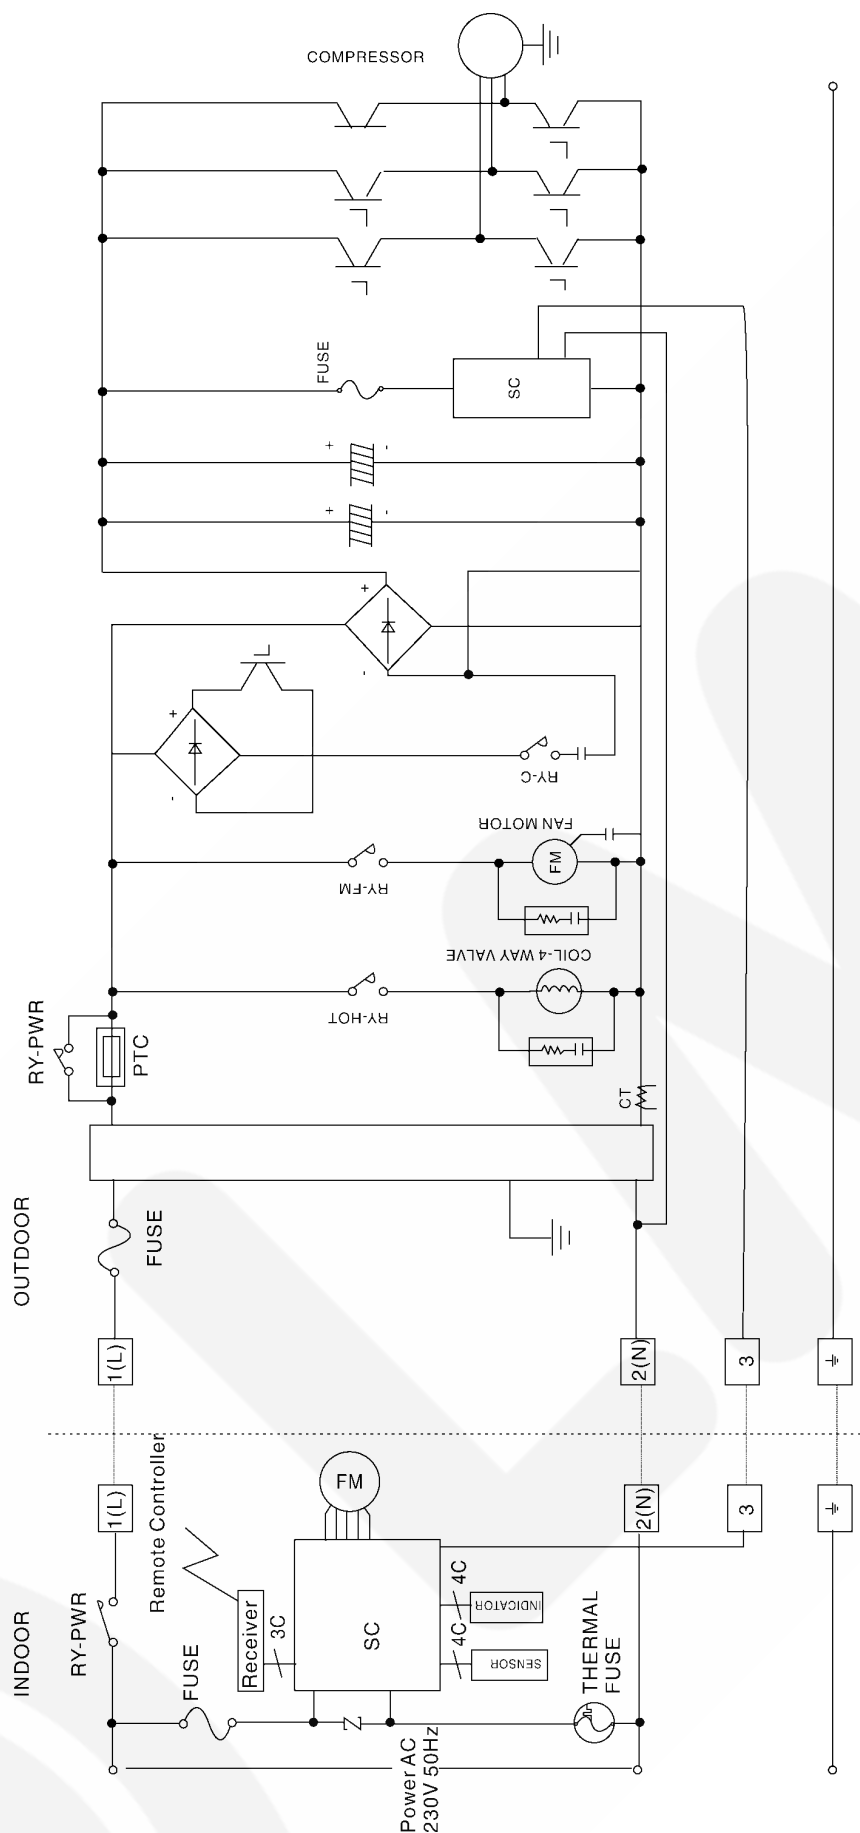 COMPRESSOR
FUSE
SC
+
-
+
-
+
-
+
-
RY-C
FAN MOTOR
FM
RY-FM
COIL-4 WAY VALVE
RY-HOT
RY-PWR
PTC
CT
OUTDOOR
FUSE
1(L)
2(N)
3
1(L)
2(N)
3
Remote Controller
FM
INDOOR
RY-PWR
Receiver
3C
SC
4C
INDICATOR
4C
SENSOR
FUSE
THERMAL
FUSE
Power AC
230V 50Hz